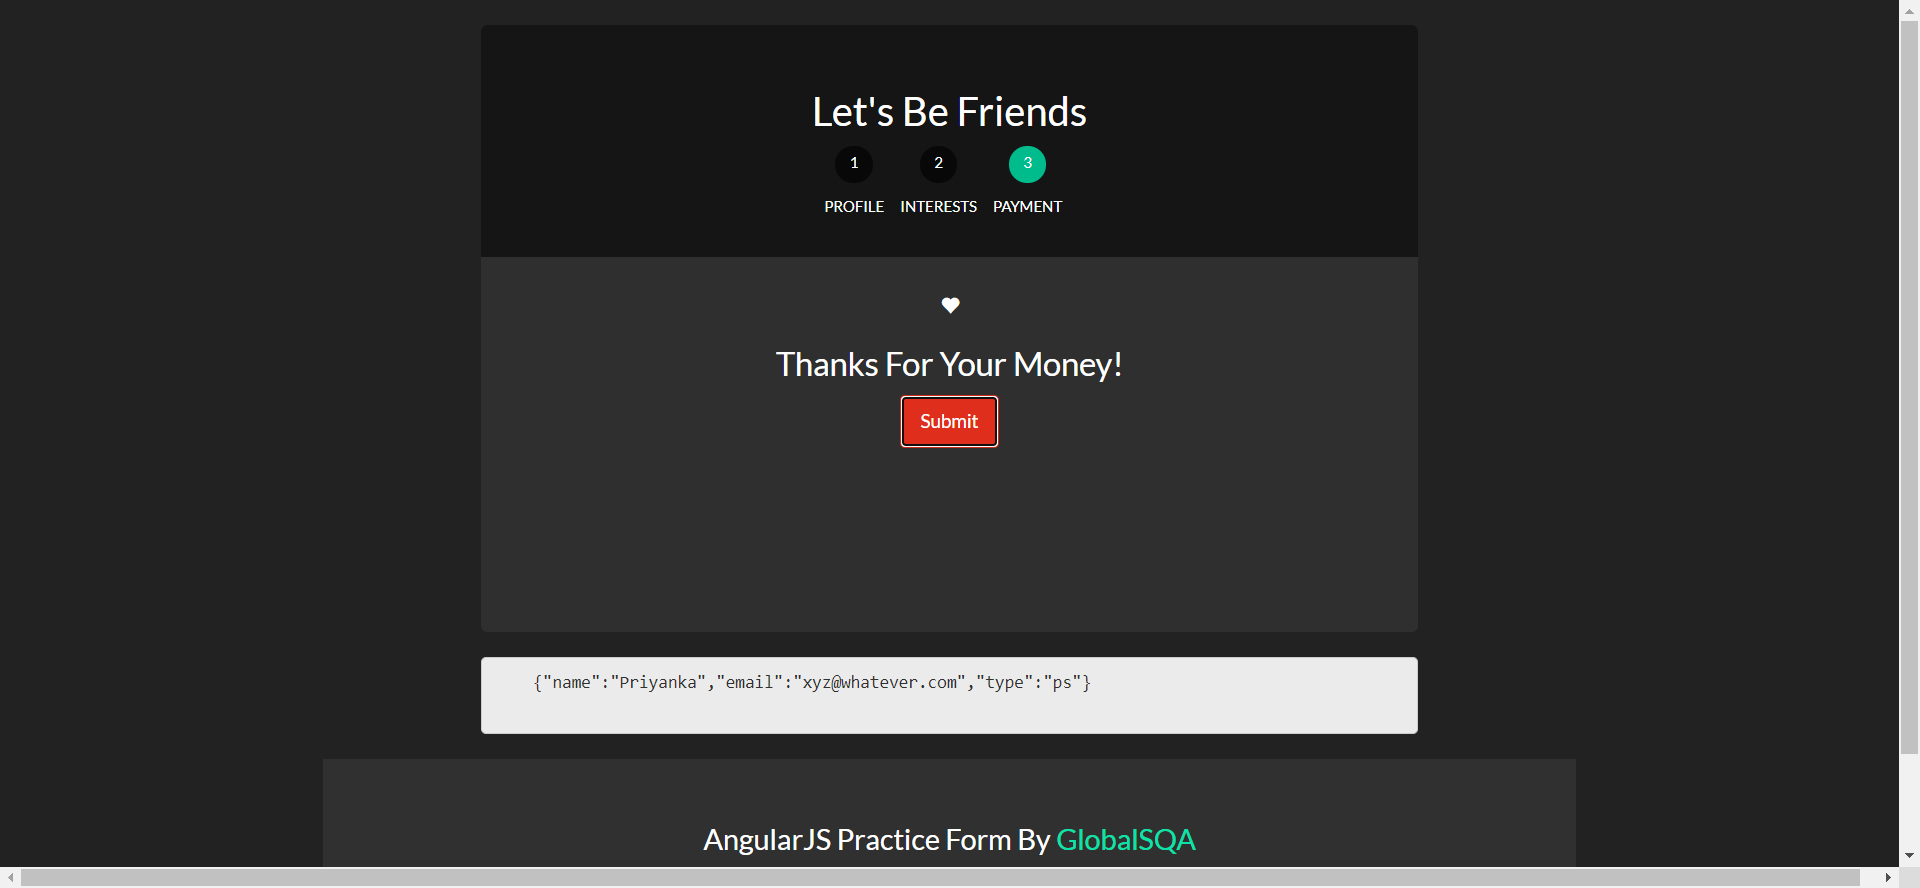 Let's Be Friends
1 2 3
PROFILE INTERESTS PAYMENT
Thanks For Your Money!
Submit
{"name":"Priyanka","email":"xyz@whatever.com","type":"ps"}
AngularJS Practice Form By GlobalSQA